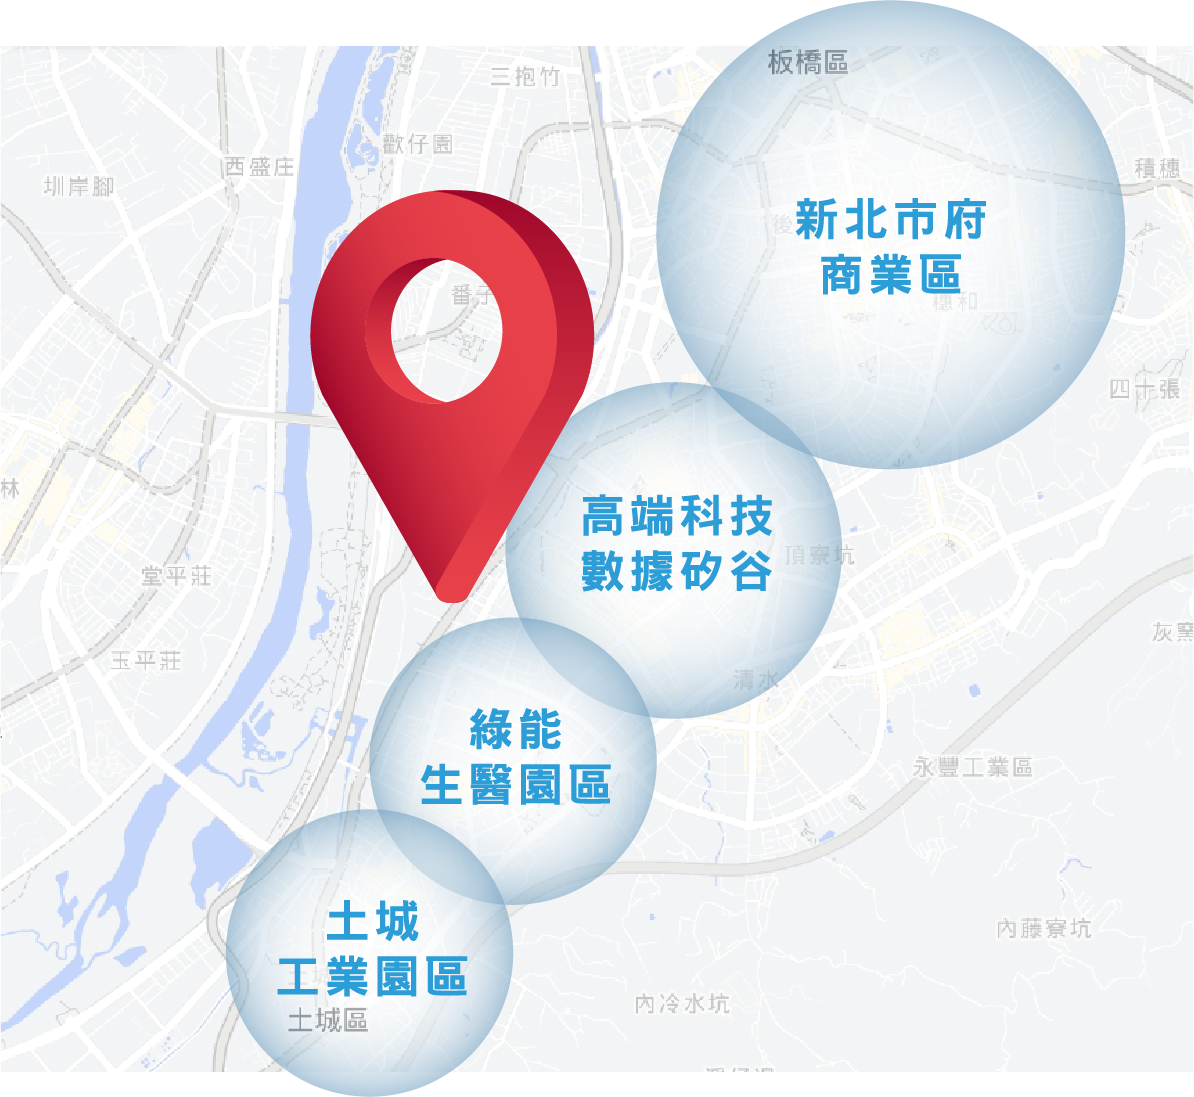 板橋區
三抱竹
歡仔園
西盛庄
積穗
圳岸腳
新北市府
商業區
後
番子
穗和
四十張
林
高端科技
數據矽谷
頂寮坑
堂平莊
灰窯
玉平莊
清水
綠能
生醫園區
永豐工業區
土城
工業園區
內藤寮坑
內冷水坑
土城區